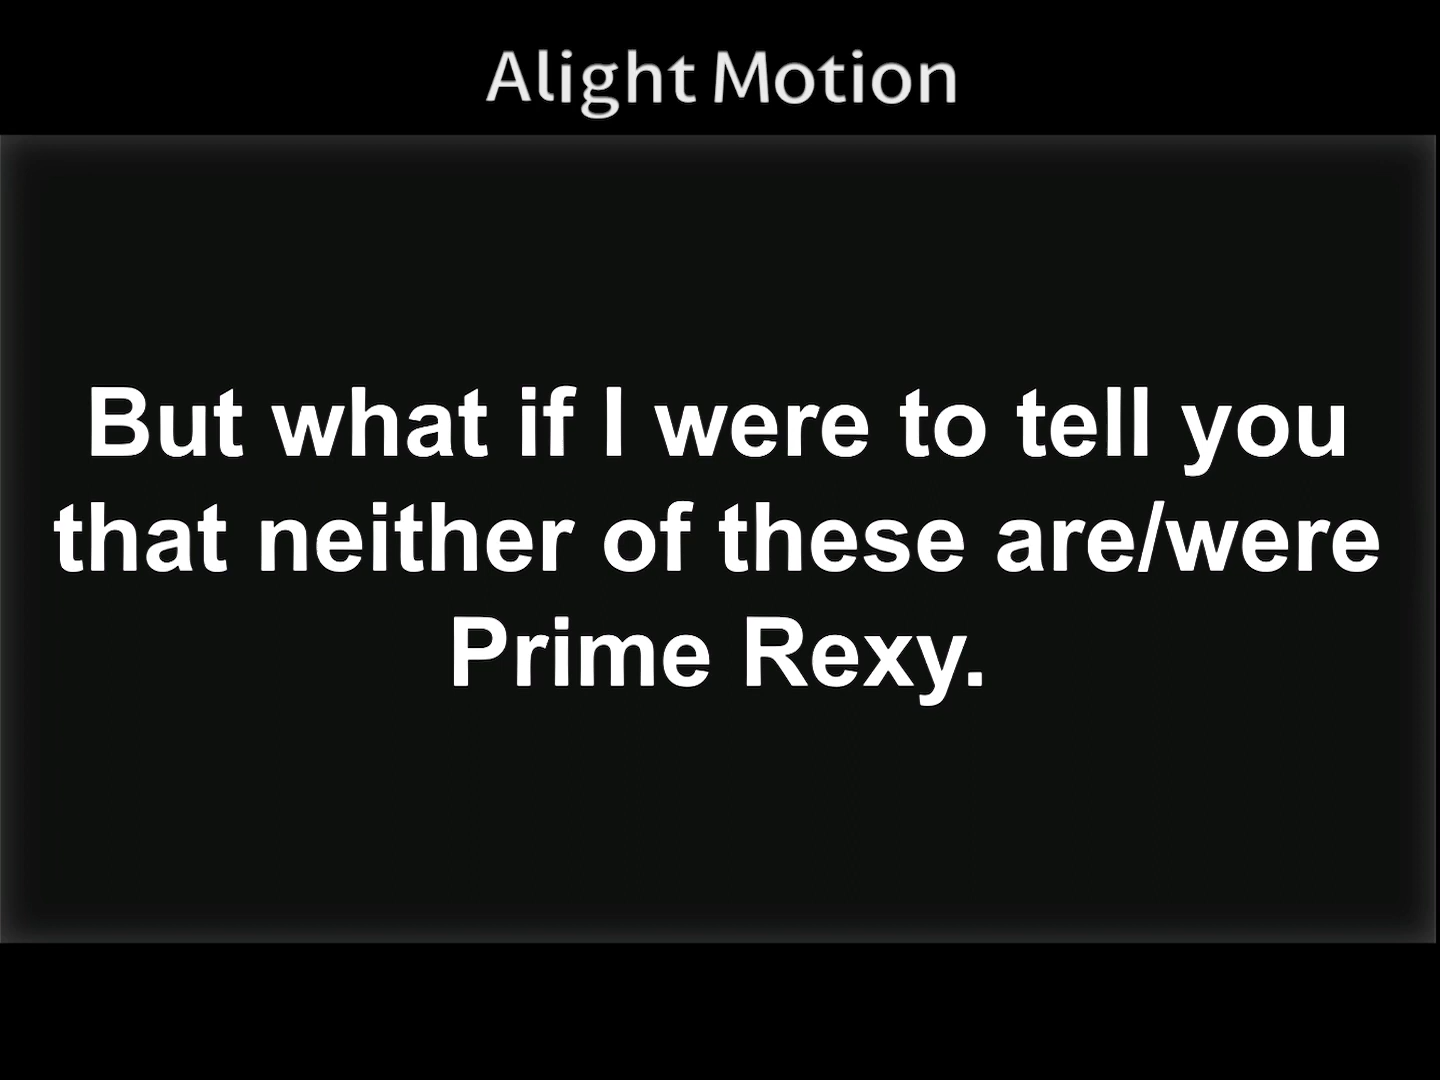 Alight Motion
But what if I were to tell you
that neither of these are/were
Prime Rexy.